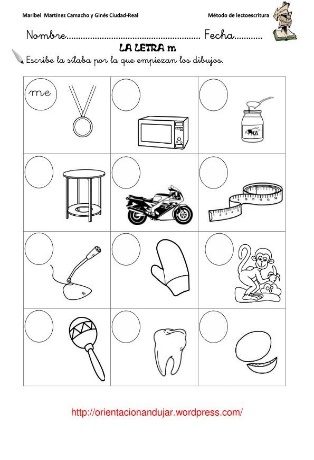 Maribel Martínez Camacho y Ginés Ciudad-Real Método de lectoescritura
Nombre.................................................. Fecha...........
LA LETRA m
Escribe la sílaba por la que empiezan los dibujos.
me
http://orientacionandujar.wordpress.com/